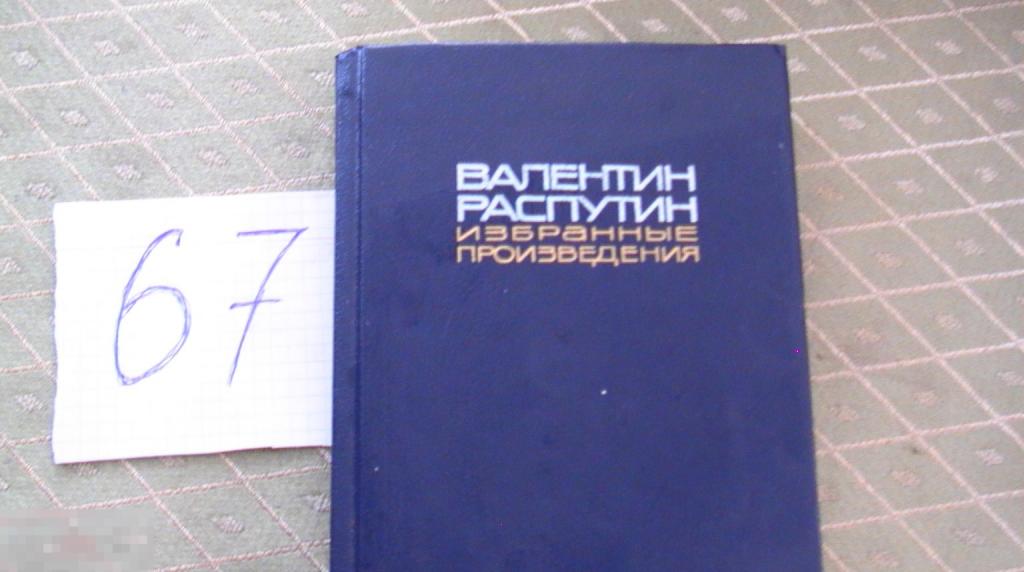 67
ВАЛЕНТИН
РАСПУТИН
ИЗБРАННЫЕ
ПРОИЗВЕДЕНИЯ